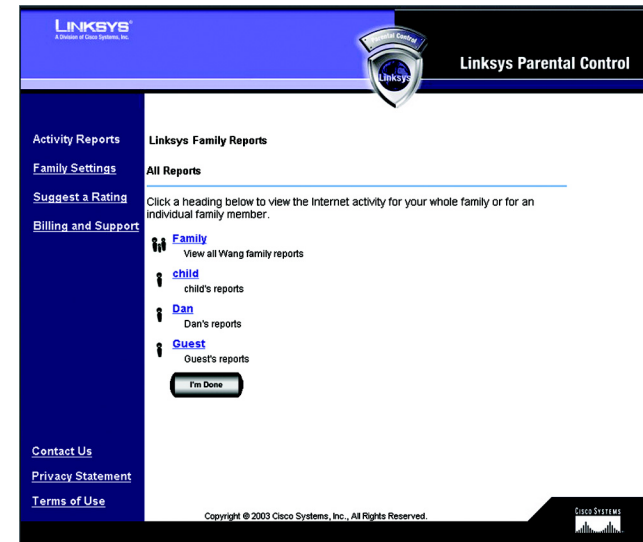 LINKSYS®
A Division of Cisco Systems, Inc.
Parental Control
Linksys
Linksys Parental Control
Activity Reports
Family Settings
Suggest a Rating
Billing and Support
Contact Us
Privacy Statement
Terms of Use
Linksys Family Reports
All Reports
Click a heading below to view the Internet activity for your whole family or for an
individual family member.
Family
View all Wang family reports
child
child's reports
Dan
Dan's reports
Guest
Guest's reports
I'm Done
Copyright © 2003 Cisco Systems, Inc., All Rights Reserved.
CISCO SYSTEMS